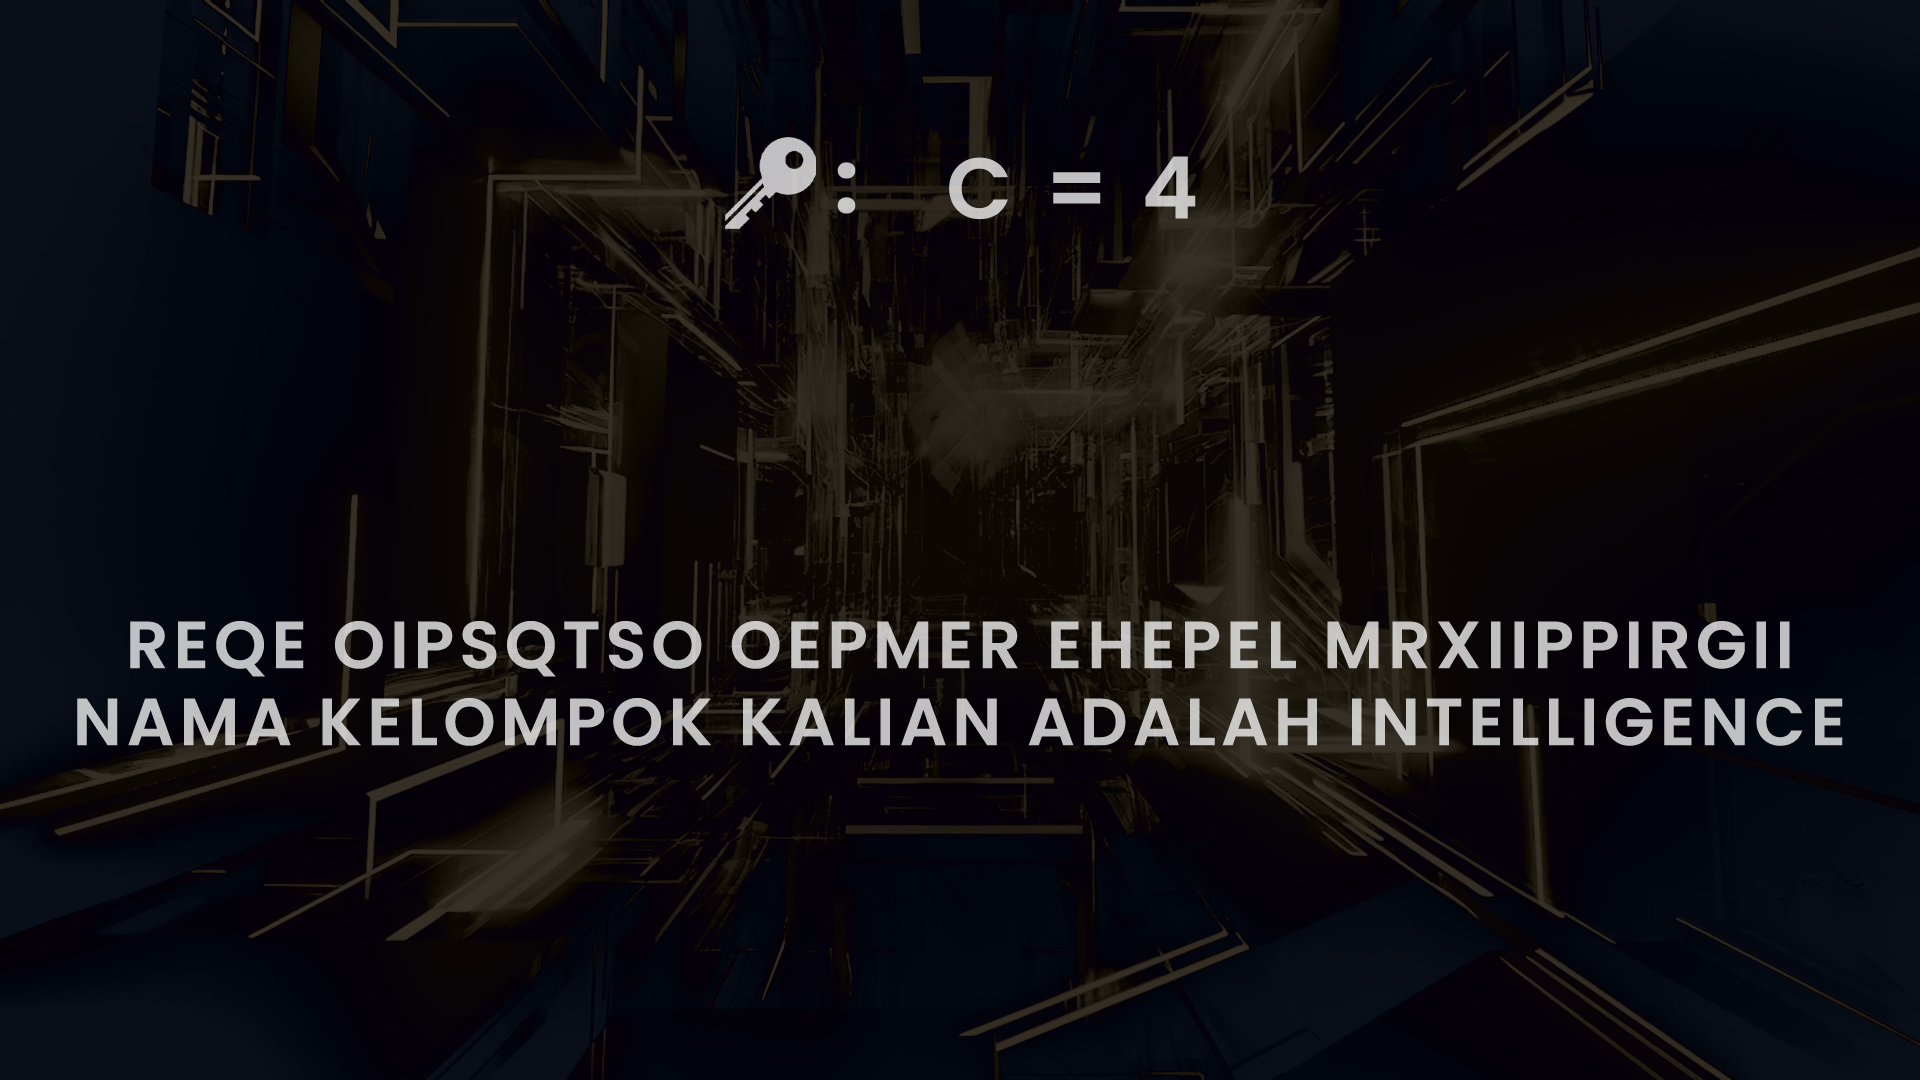 : C = 4
REQE OIPSQTSO OEPMER EHEPEL MRXIIPPIRGII
NAMA KELOMPOK KALIAN ADALAH INTELLIGENCE